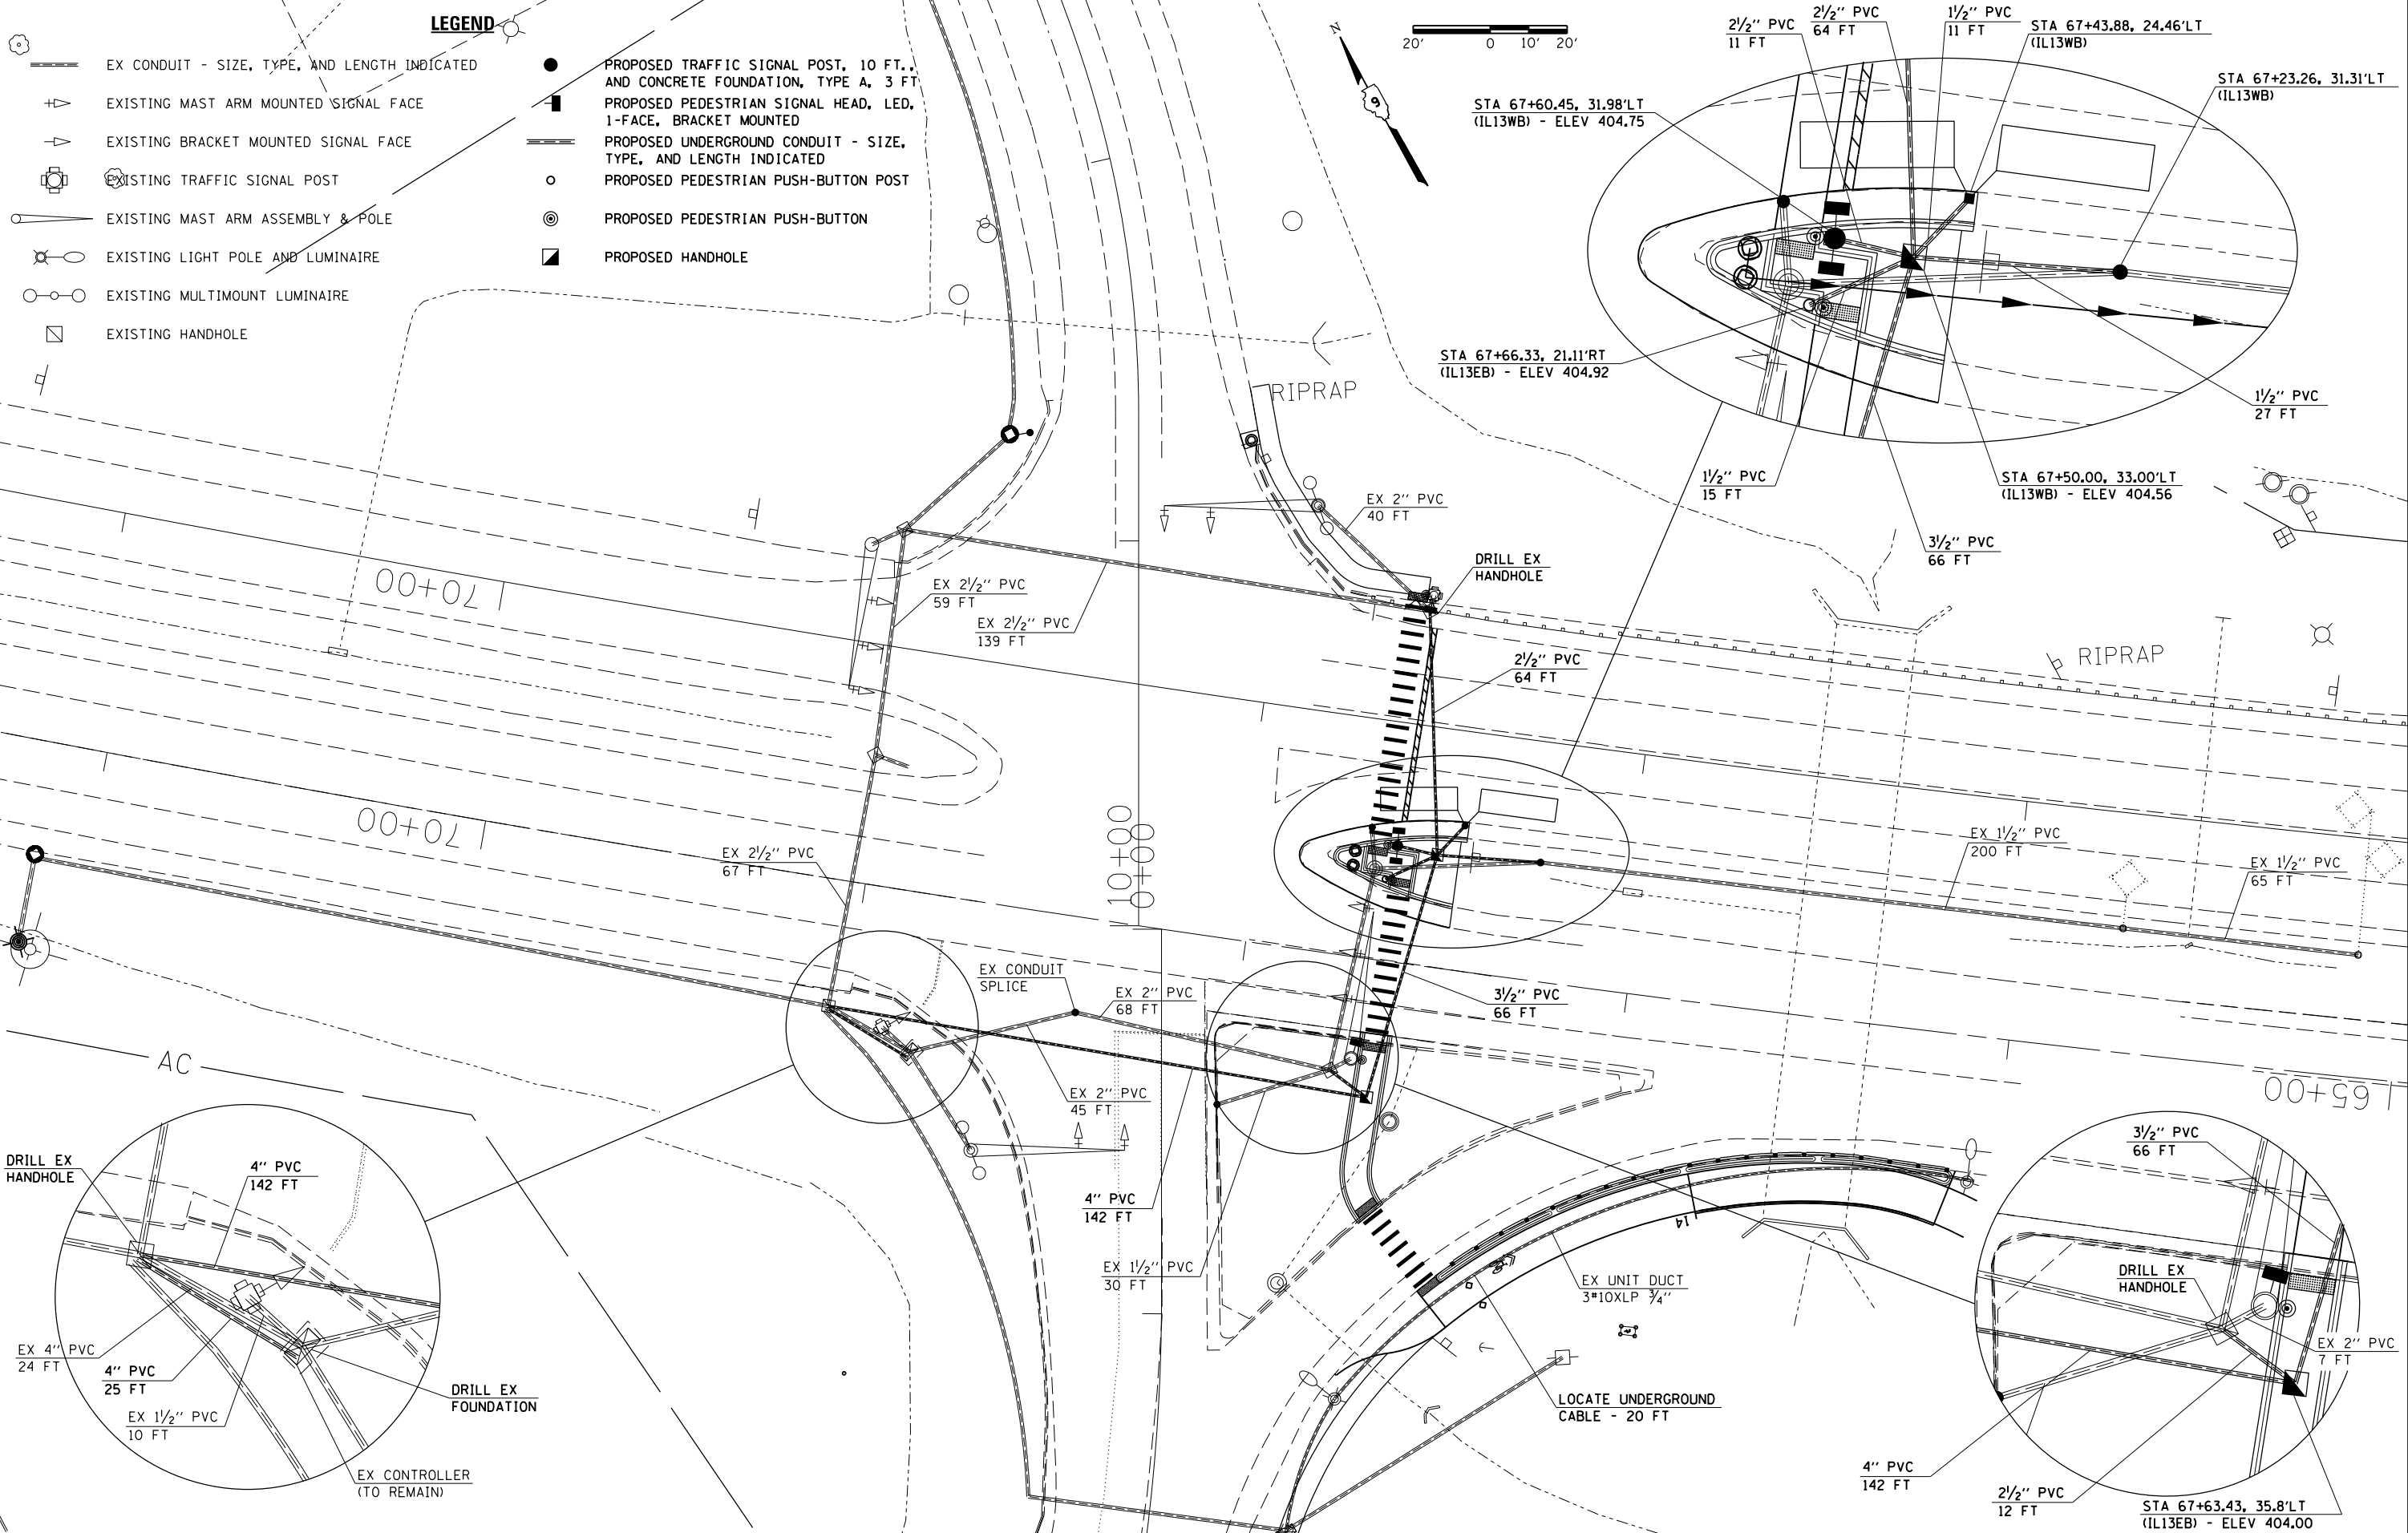 LEGEND
EX CONDUIT - SIZE, TYPE, AND LENGTH INDICATED
EXISTING MAST ARM MOUNTED SIGNAL FACE
EXISTING BRACKET MOUNTED SIGNAL FACE
EXISTING TRAFFIC SIGNAL POST
EXISTING MAST ARM ASSEMBLY & POLE
EXISTING LIGHT POLE AND LUMINAIRE
EXISTING MULTIMOUNT LUMINAIRE
EXISTING HANDHOLE
PROPOSED TRAFFIC SIGNAL POST, 10 FT.,
AND CONCRETE FOUNDATION, TYPE A, 3 FT
PROPOSED PEDESTRIAN SIGNAL HEAD, LED,
1-FACE, BRACKET MOUNTED
PROPOSED UNDERGROUND CONDUIT - SIZE,
TYPE, AND LENGTH INDICATED
PROPOSED PEDESTRIAN PUSH-BUTTON POST
PROPOSED PEDESTRIAN PUSH-BUTTON
PROPOSED HANDHOLE
N
9
20' 0 10' 20'
2½" PVC
11 FT
2½" PVC
64 FT
1½" PVC
11 FT
STA 67+43.88, 24.46'LT
(IL13WB)
STA 67+23.26, 31.31'LT
(IL13WB)
STA 67+60.45, 31.98'LT
(IL13WB) - ELEV 404.75
STA 67+66.33, 21.11'RT
(IL13EB) - ELEV 404.92
1½" PVC
27 FT
1½" PVC
15 FT
STA 67+50.00, 33.00'LT
(IL13WB) - ELEV 404.56
3½" PVC
66 FT
RIPRAP
EX 2" PVC
40 FT
DRILL EX
HANDHOLE
70+00
EX 2½" PVC
59 FT
EX 2½" PVC
139 FT
2½" PVC
64 FT
RIPRAP
70+00
EX 2½" PVC
67 FT
10+00
0+00
EX 1½" PVC
200 FT
EX 1½" PVC
65 FT
EX CONDUIT
SPLICE
EX 2" PVC
68 FT
3½" PVC
66 FT
AC
EX 2" PVC
45 FT
65+00
DRILL EX
HANDHOLE
4" PVC
142 FT
4" PVC
142 FT
EX 1½" PVC
30 FT
14
EX UNIT DUCT
3#10XLP ¾"
3½" PVC
66 FT
DRILL EX
HANDHOLE
EX 2" PVC
7 FT
EX 4" PVC
24 FT
4" PVC
25 FT
EX 1½" PVC
10 FT
DRILL EX
FOUNDATION
EX CONTROLLER
(TO REMAIN)
LOCATE UNDERGROUND
CABLE - 20 FT
4" PVC
142 FT
2½" PVC
12 FT
STA 67+63.43, 35.8'LT
(IL13EB) - ELEV 404.00